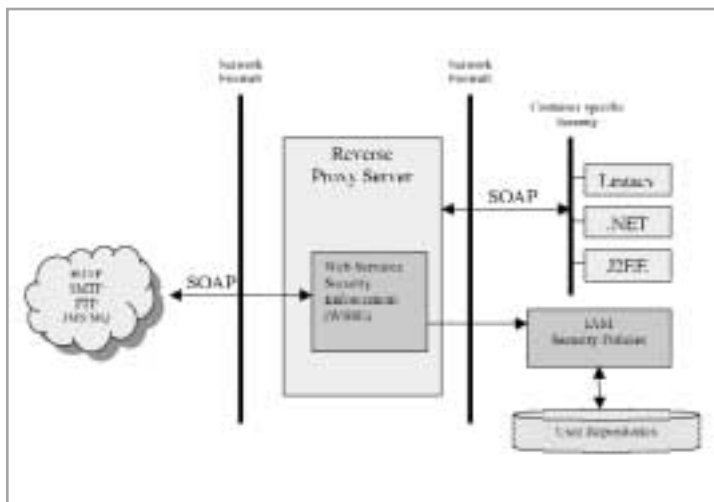 Network
Firewall
Network
Firewall
Container specific
Security
Reverse
Proxy Server
SOAP
Legacy
.NET
J2EE
HTTP
SMTP
FTP
JMS/MQ
SOAP
Web Services
Security
Enforcement
IAM
Security Policies
User Repositories